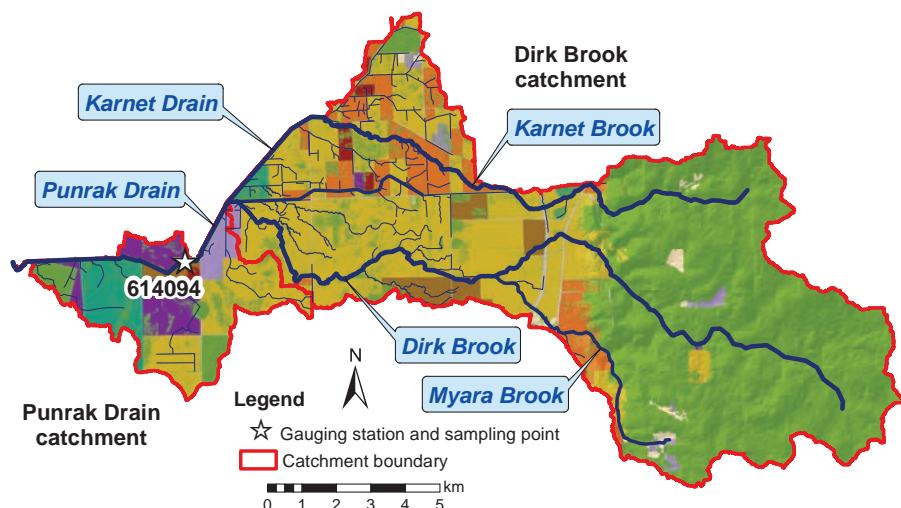 Dirk Brook
catchment
Karnet Drain
Karnet Brook
Punrak Drain
614094
Dirk Brook
Myara Brook
Punrak Drain
catchment
N
Legend
Gauging station and sampling point
Catchment boundary
km
0 1 2 3 4 5